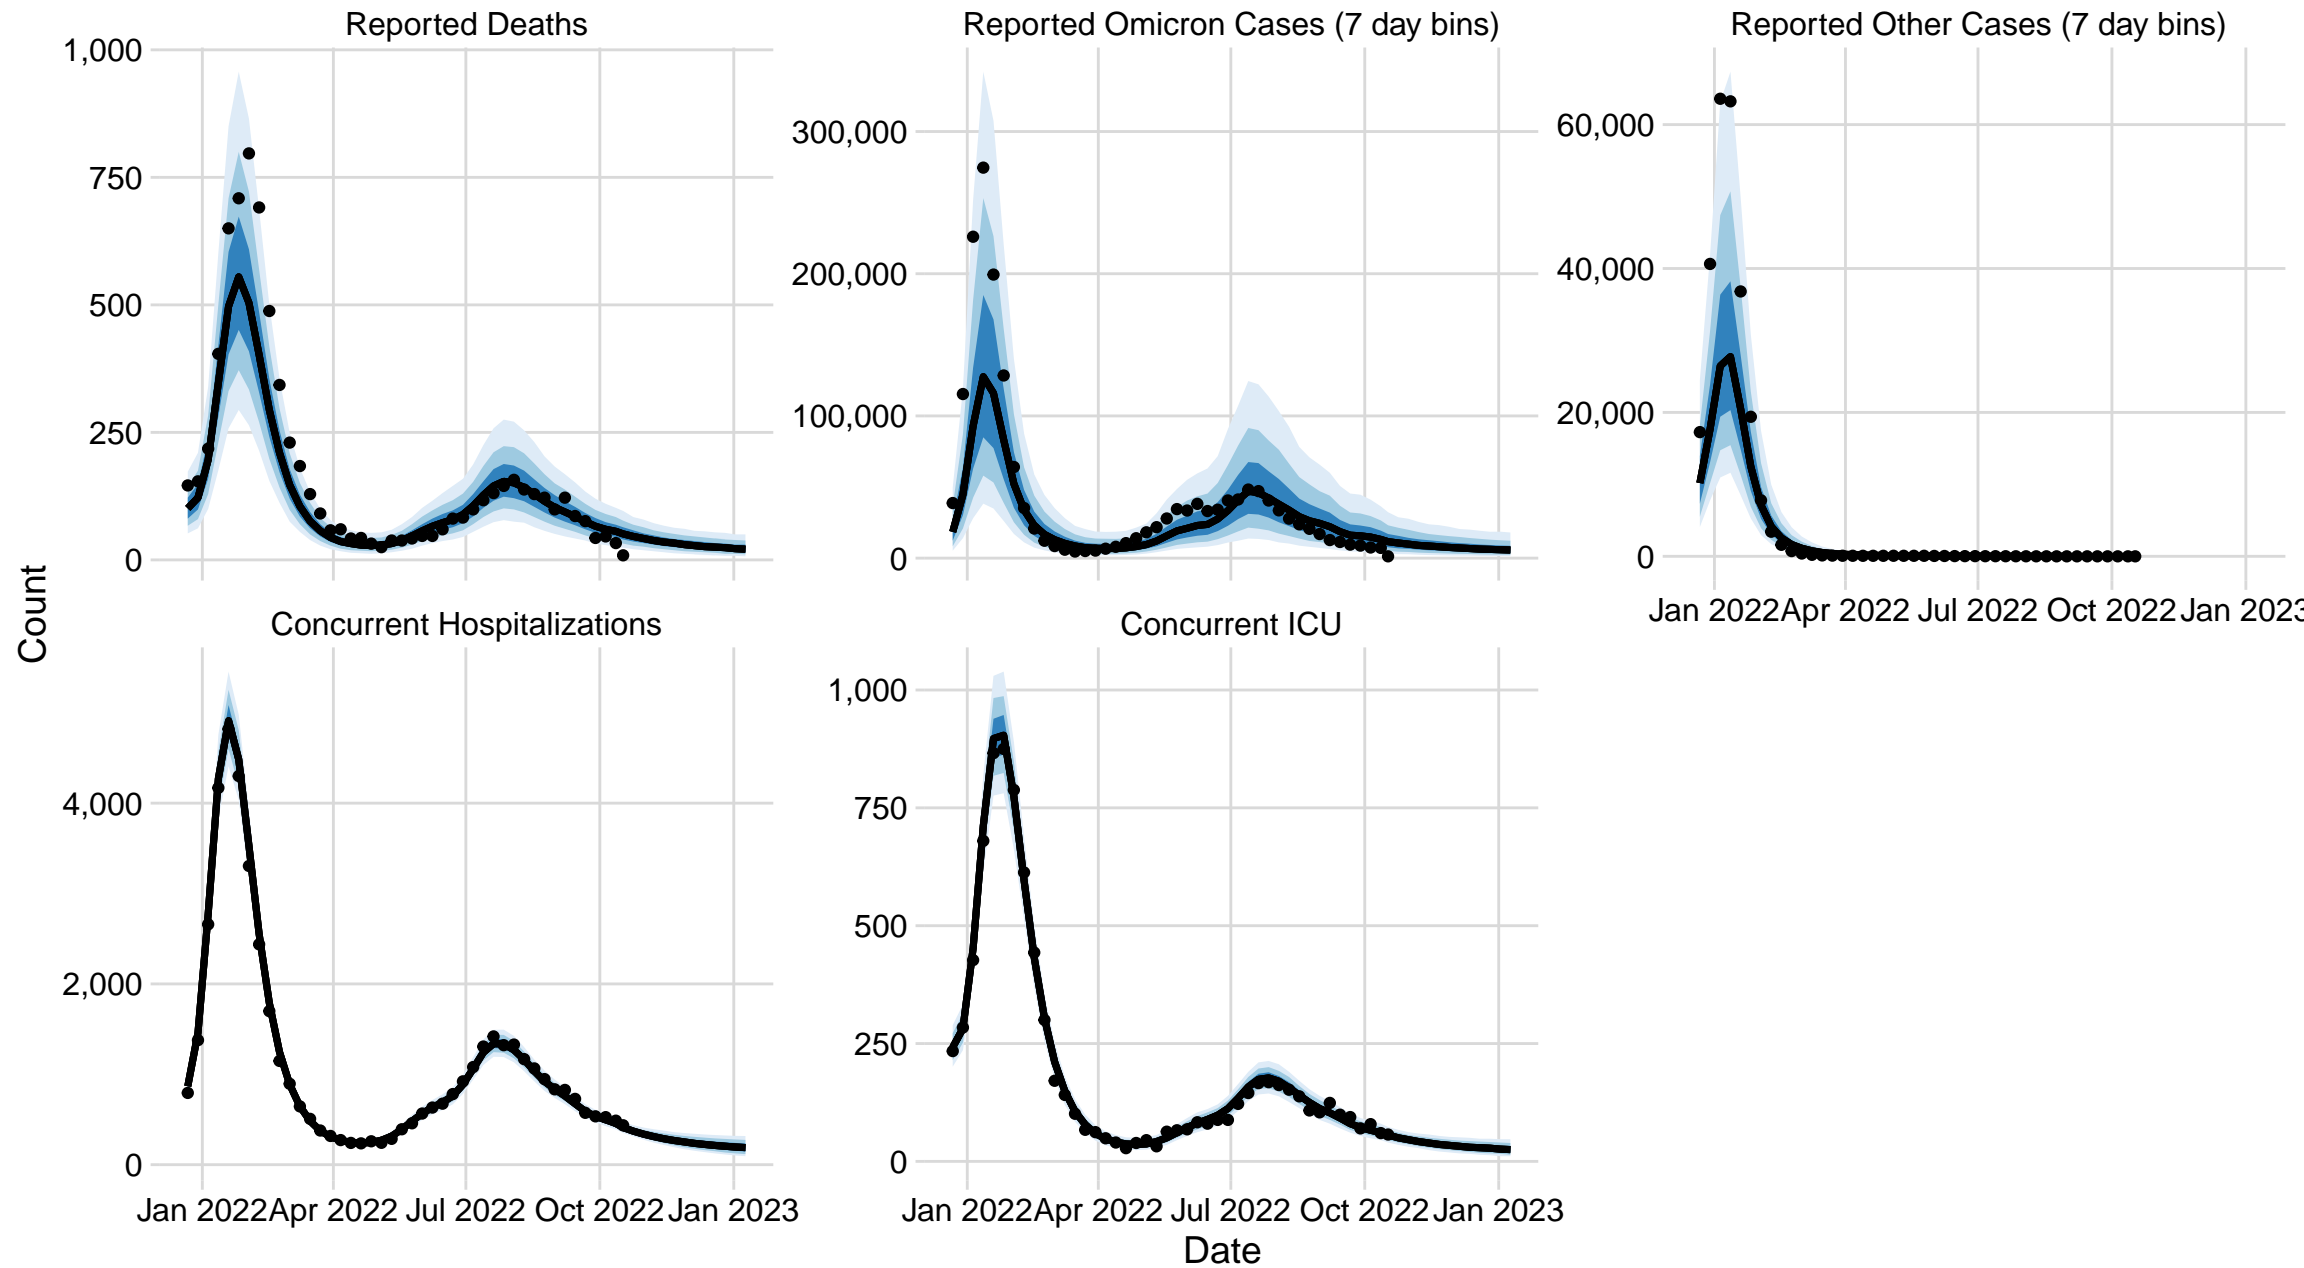 Reported Deaths
Reported Omicron Cases (7 day bins)
Reported Other Cases (7 day bins)
1,000
750
500
250
0
300,000
200,000
100,000
0
60,000
40,000
20,000
0
Jan 2022 Apr 2022 Jul 2022 Oct 2022 Jan 2023
Count
Concurrent Hospitalizations
Concurrent ICU
4,000
2,000
0
1,000
750
500
250
0
Jan 2022 Apr 2022 Jul 2022 Oct 2022 Jan 2023
Jan 2022 Apr 2022 Jul 2022 Oct 2022 Jan 2023
Date